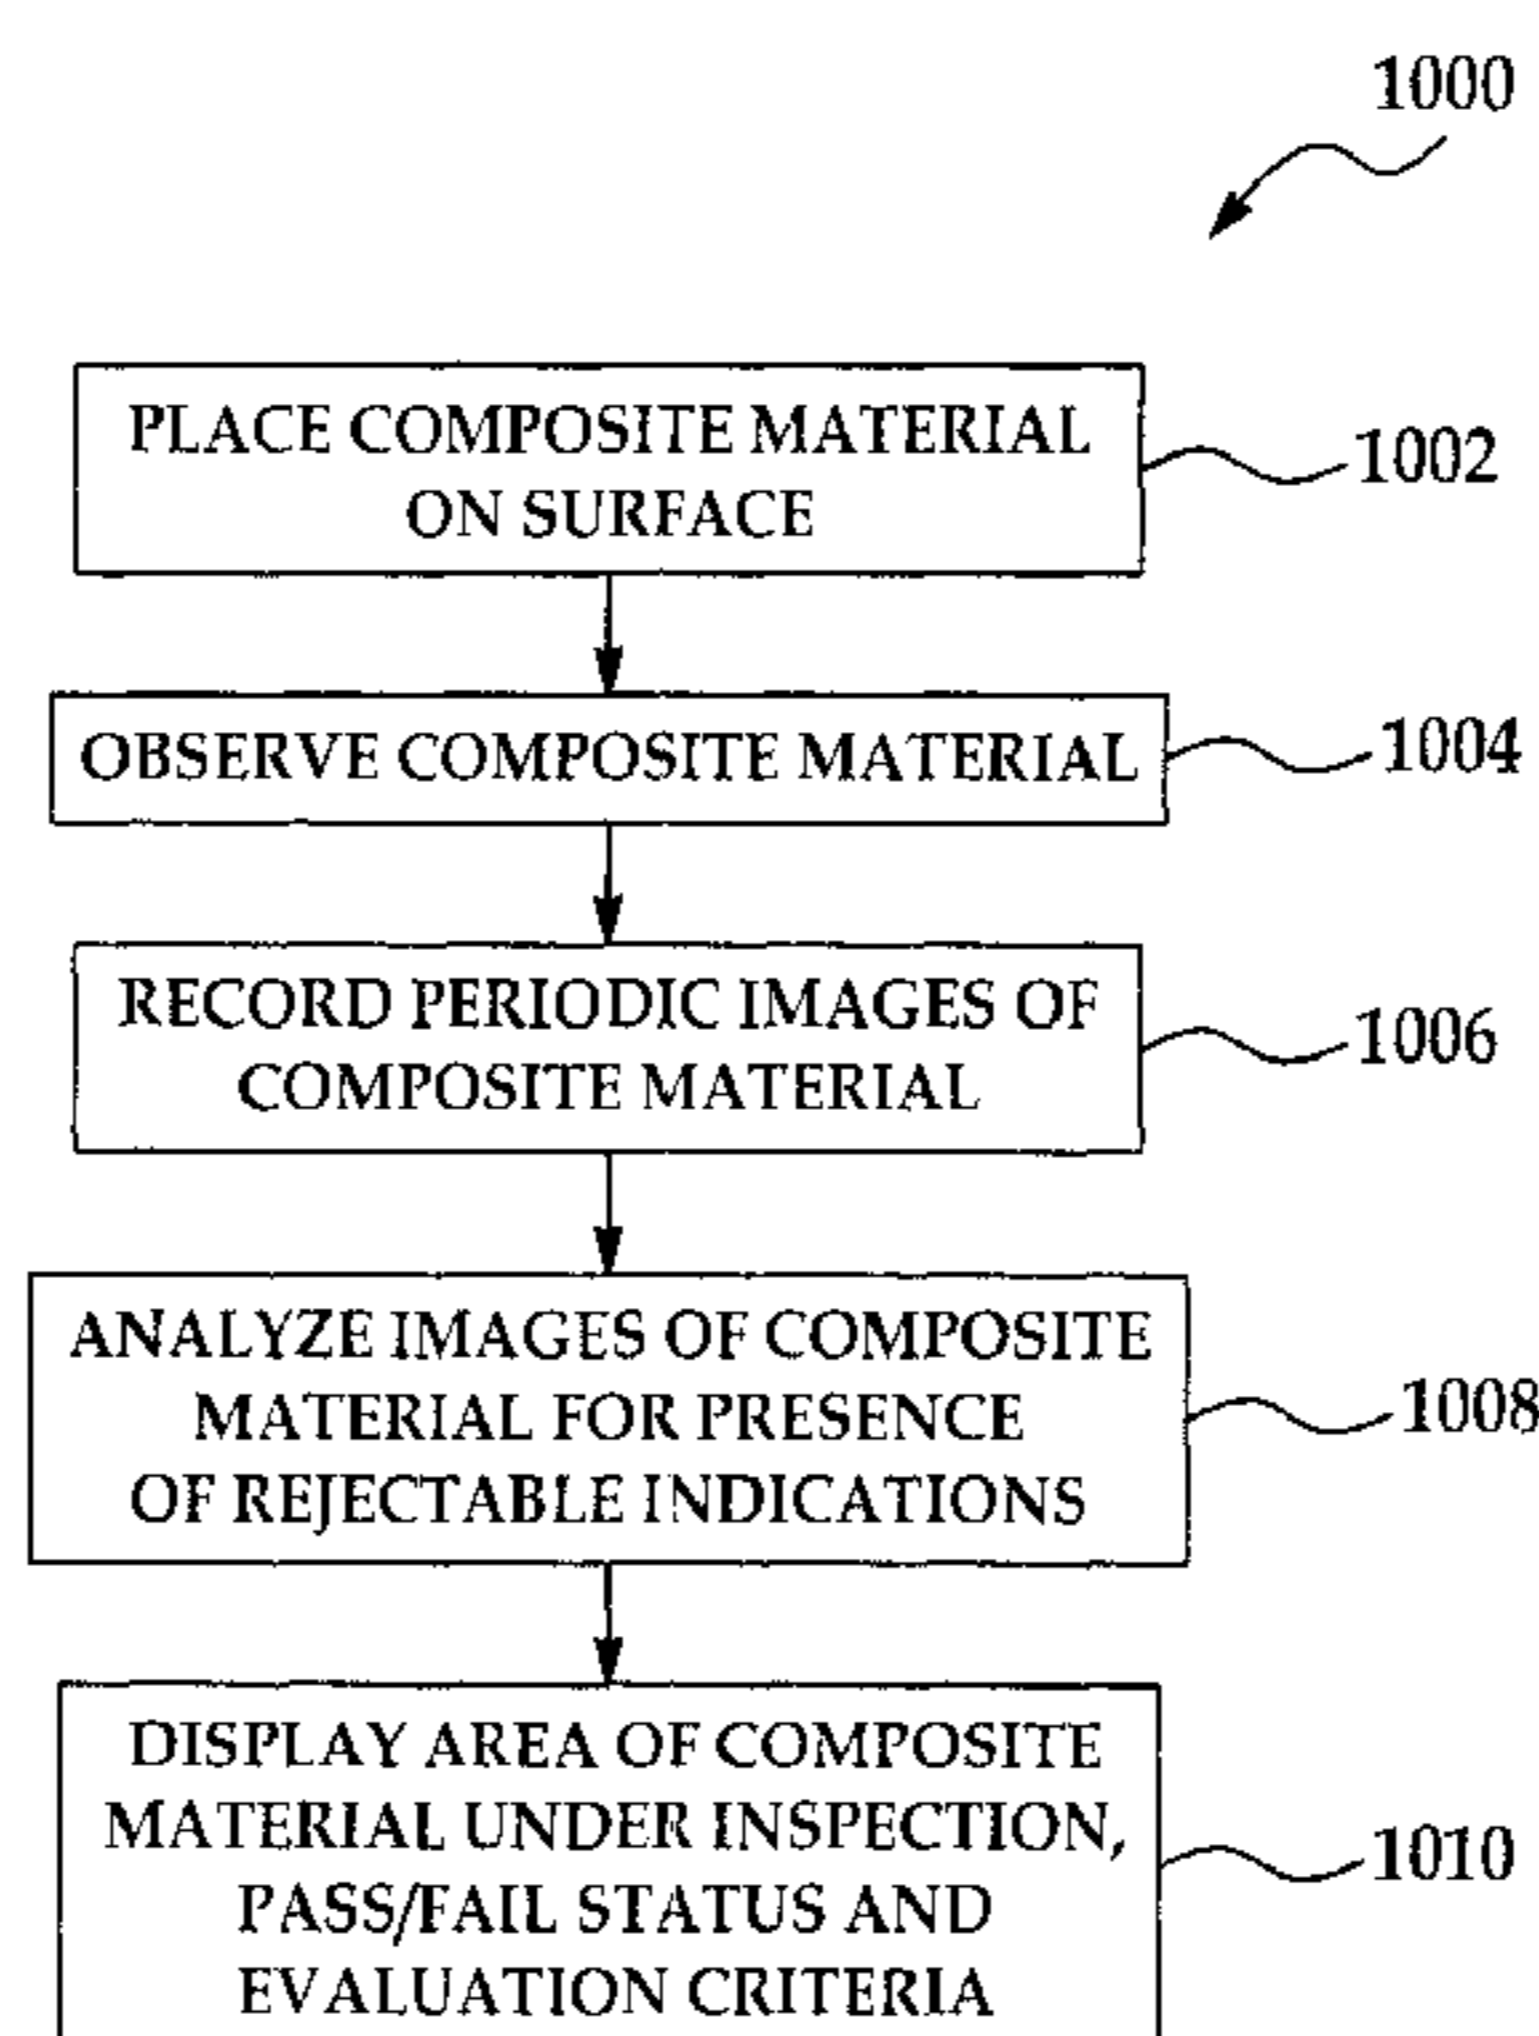 1000
PLACE COMPOSITE MATERIAL
ON SURFACE
1002
OBSERVE COMPOSITE MATERIAL
1004
RECORD PERIODIC IMAGES OF
COMPOSITE MATERIAL
1006
ANALYZE IMAGES OF COMPOSITE
MATERIAL FOR PRESENCE
OF REJECTABLE INDICATIONS
1008
DISPLAY AREA OF COMPOSITE
MATERIAL UNDER INSPECTION,
PASS/FAIL STATUS AND
EVALUATION CRITERIA
1010